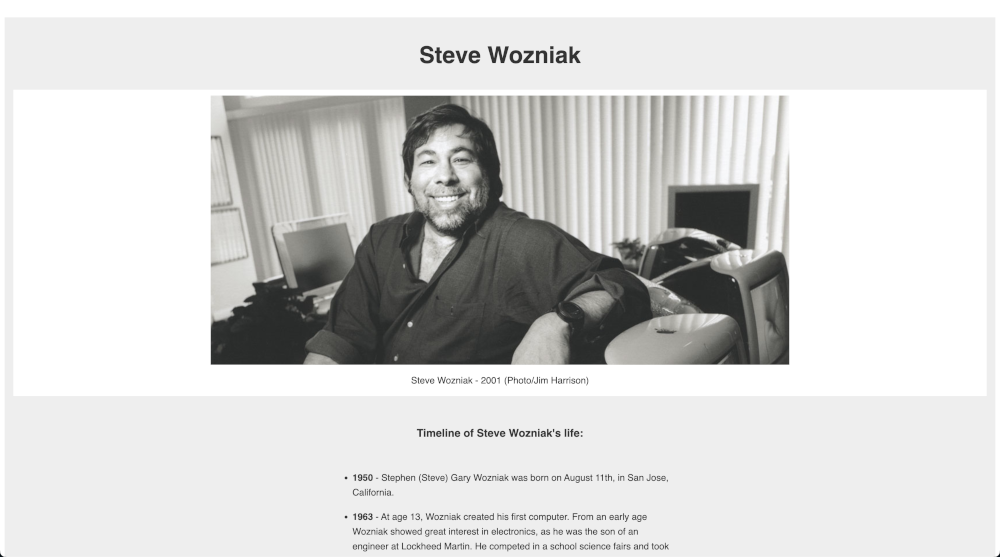 Steve Wozniak
Steve Wozniak - 2001 (Photo/Jim Harrison)
Timeline of Steve Wozniak's life:
• 1950 - Stephen (Steve) Gary Wozniak was born on August 11th, in San Jose,
California.
• 1963 - At age 13, Wozniak created his first computer. From an early age
Wozniak showed great interest in electronics, as he was the son of an
engineer at Lockheed Martin. He competed in a school science fairs and took